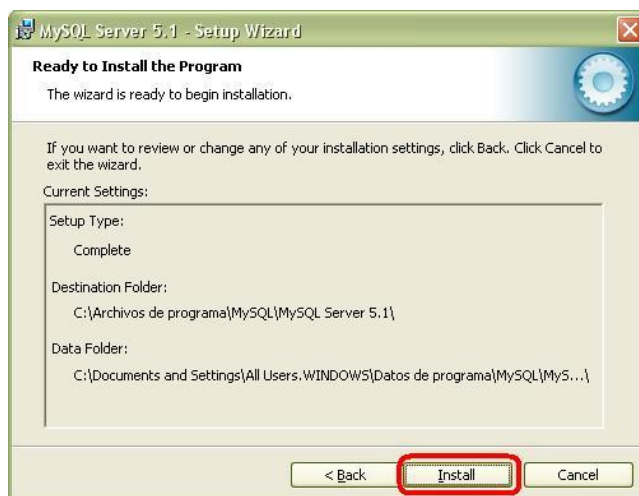 MySQL Server 5.1 - Setup Wizard
Ready to Install the Program
The wizard is ready to begin installation.
If you want to review or change any of your installation settings, click Back. Click Cancel to
exit the wizard.
Current Settings:
Setup Type:
Complete
Destination Folder:
C:\Archivos de programa\MySQL\MySQL Server 5.1\
Data Folder:
C:\Documents and Settings\All Users.WINDOWS\Datos de programa\MySQL\MyS...\
< Back Install Cancel